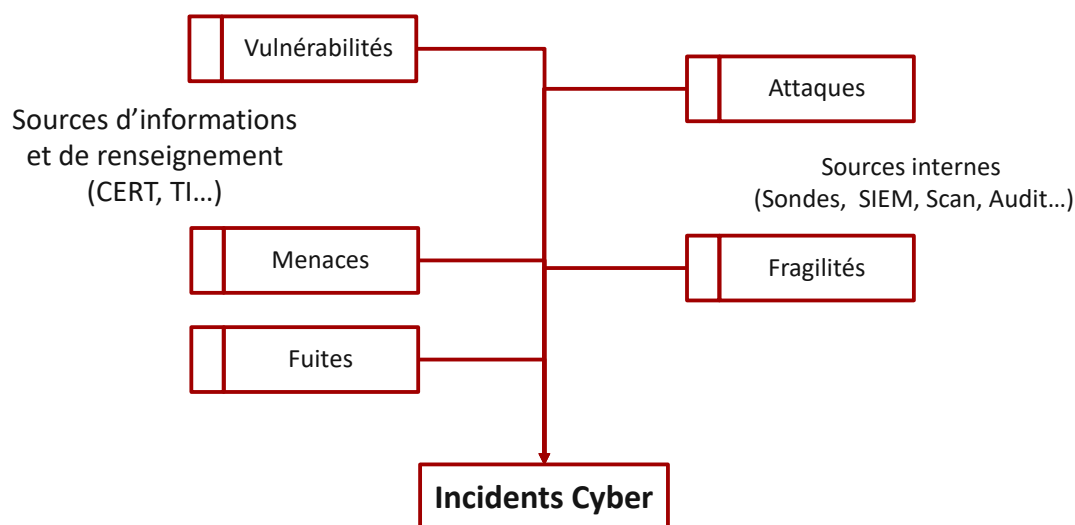 Vulnérabilités
Attaques
Sources d’informations
et de renseignement
(CERT, TI…)
Sources internes
(Sondes,  SIEM, Scan, Audit…)
Menaces
Fragilités
Fuites
Incidents Cyber